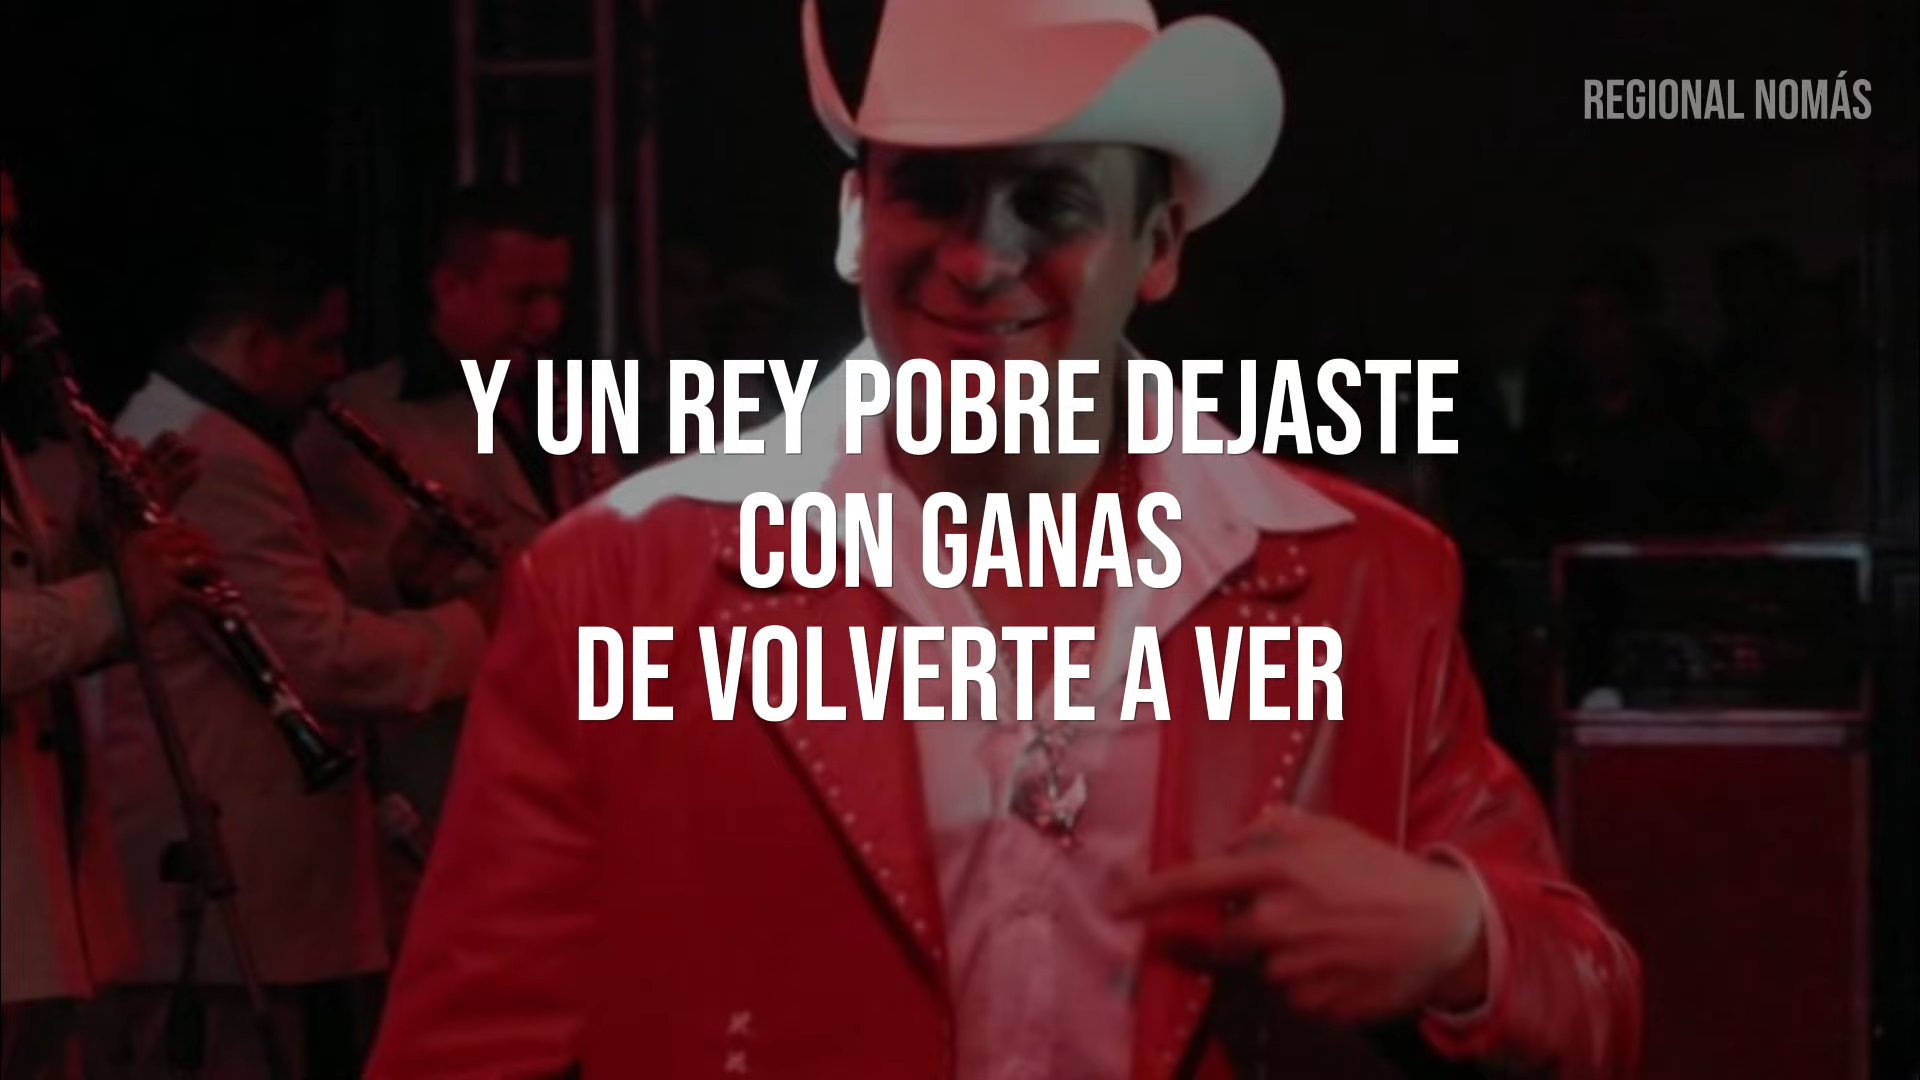 REGIONAL NOMÁS
Y UN REY POBRE DEJASTE
CON GANAS
DE VOLVERTE A VER